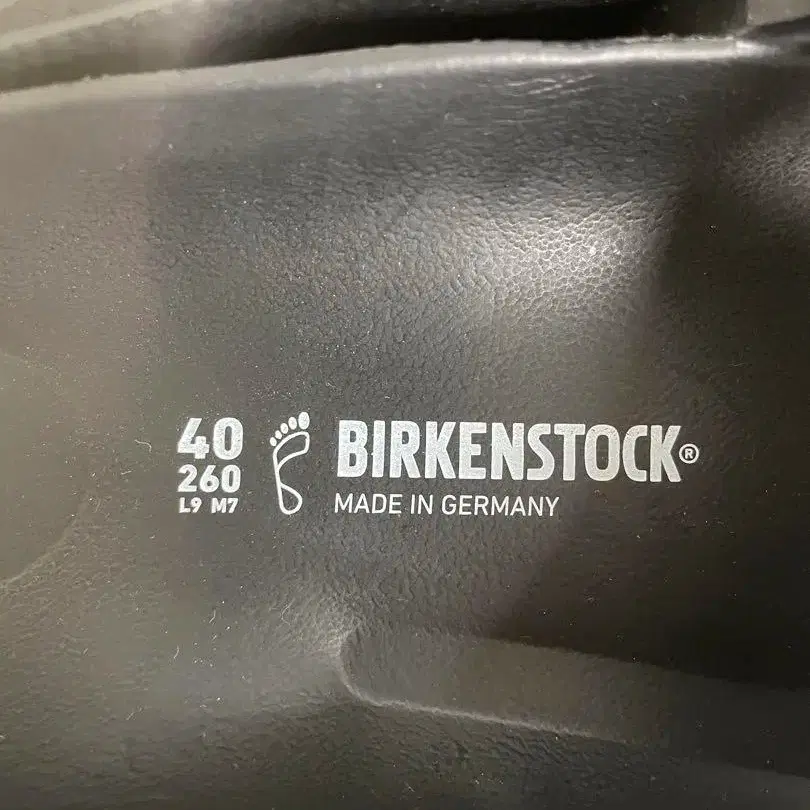 40
260
L9 M7
BIRKENSTOCK®
MADE IN GERMANY